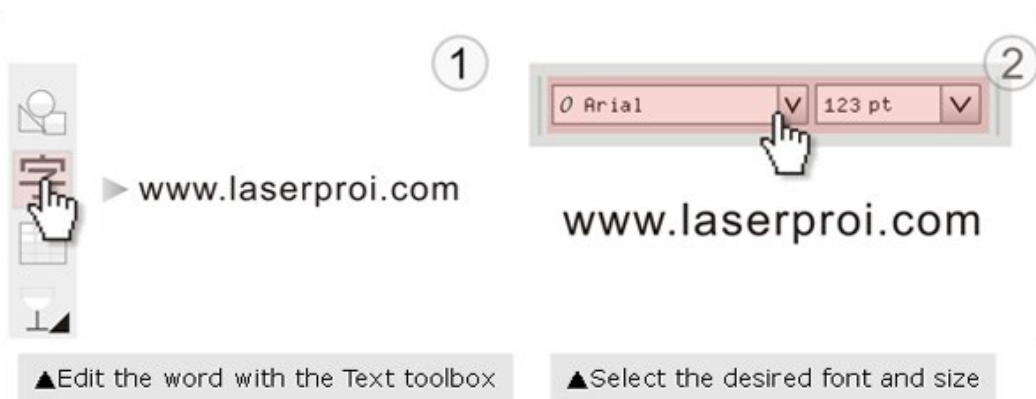 1
字
www.laserproi.com
▲Edit the word with the Text toolbox
2
O Arial
123 pt
www.laserproi.com
▲Select the desired font and size